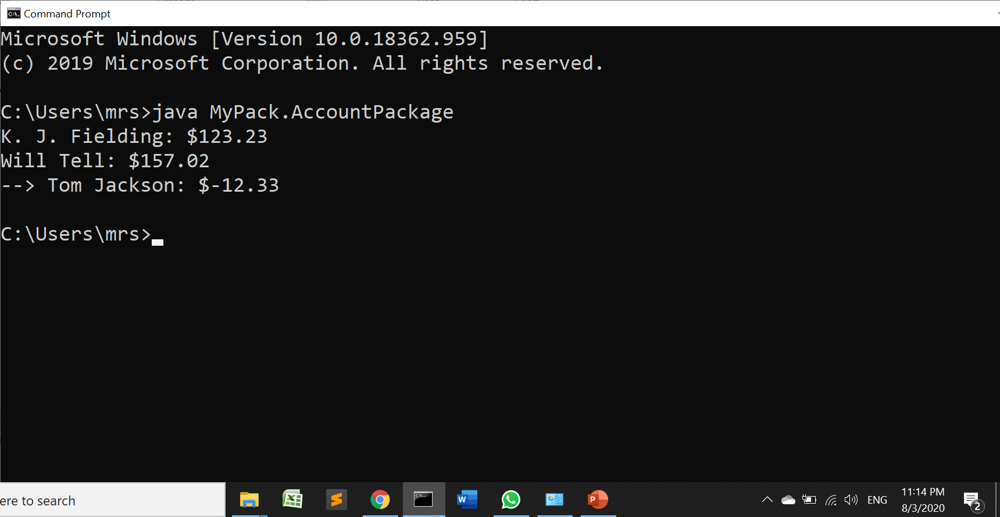 Command Prompt
Microsoft Windows [Version 10.0.18362.959]
(c) 2019 Microsoft Corporation. All rights reserved.
C:\Users\mrs>java MyPack.AccountPackage
K. J. Fielding: $123.23
Will Tell: $157.02
--> Tom Jackson: $-12.33
C:\Users\mrs>
ere to search
ENG
11:14 PM
8/3/2020
2